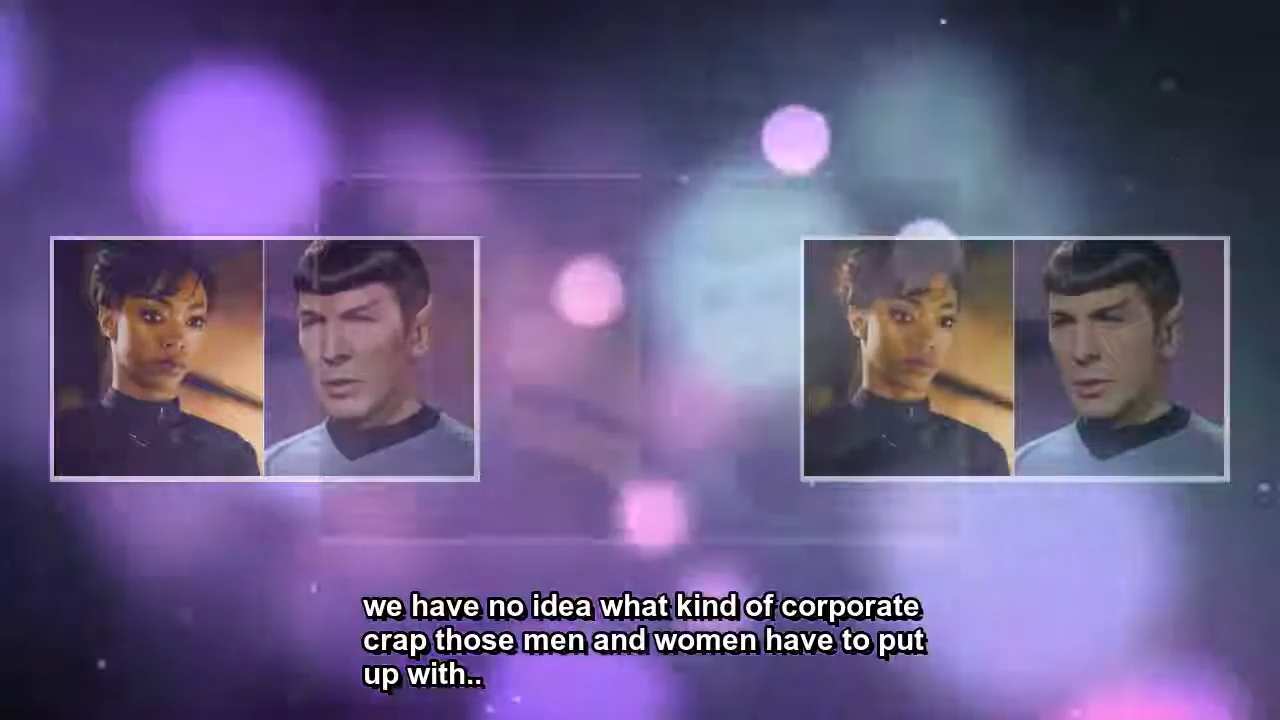 we have no idea what kind of corporate
crap those men and women have to put
up with..